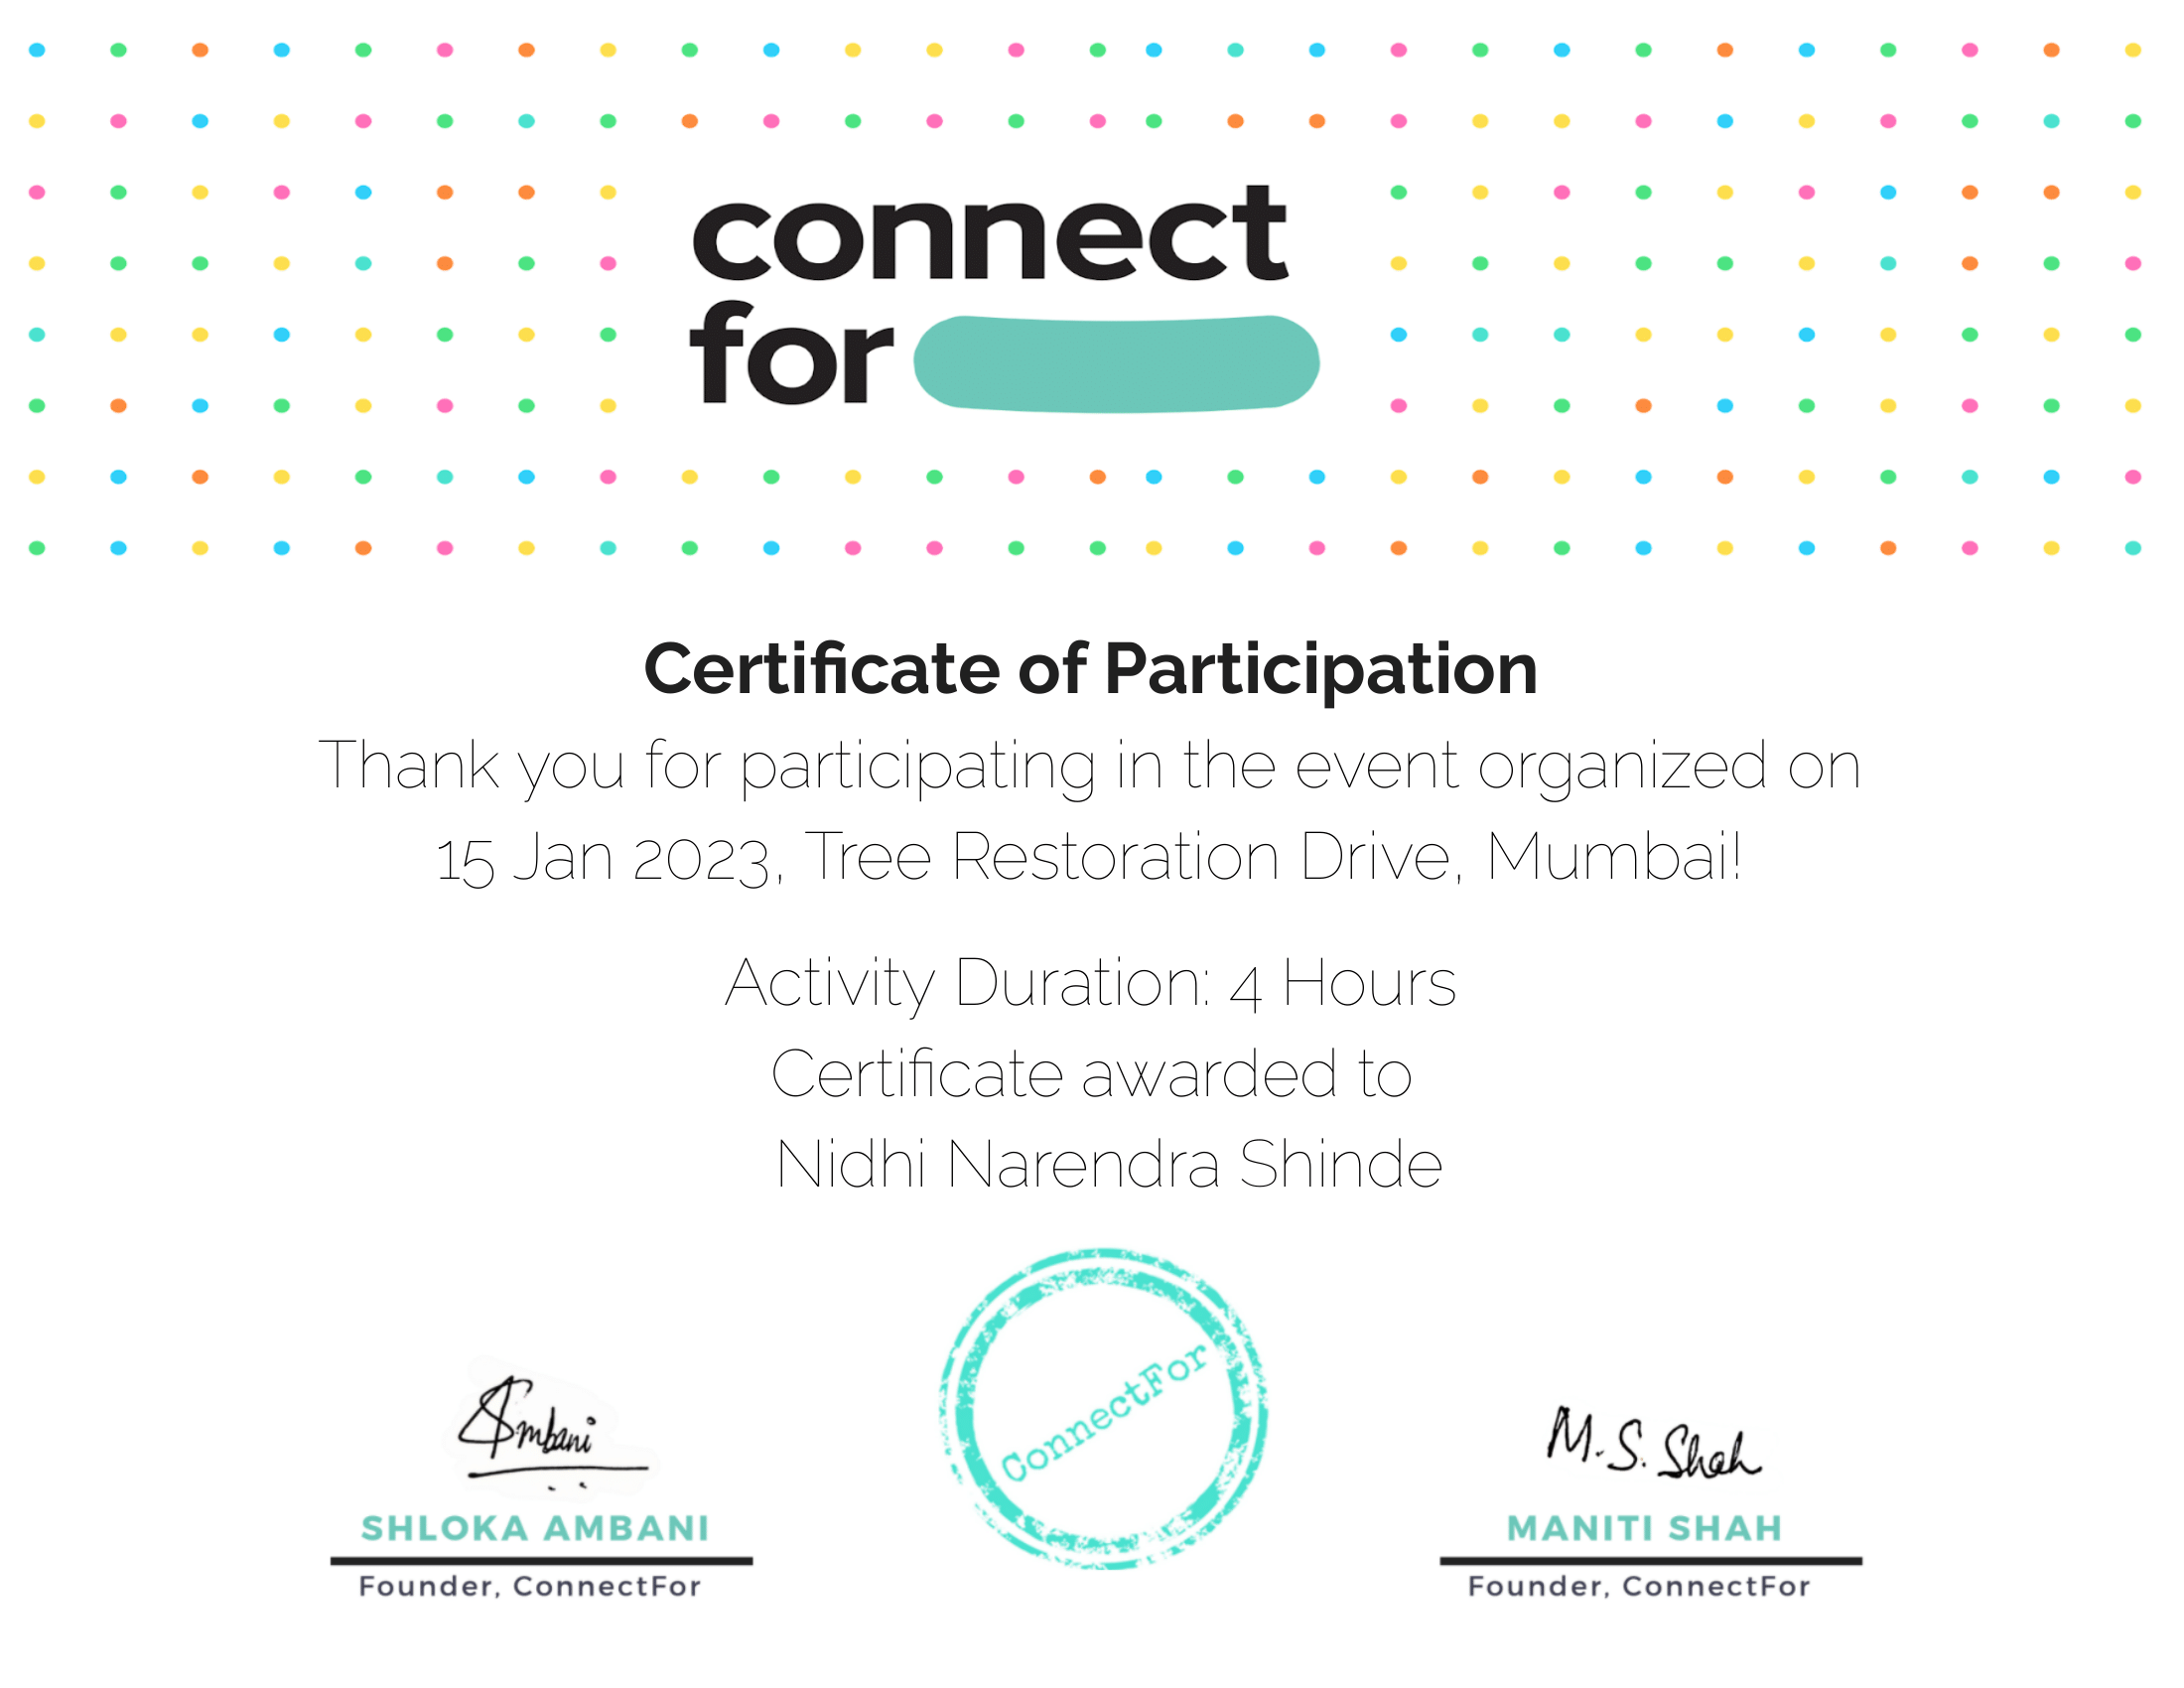 connect
for
Certificate of Participation
Thank you for participating in the event organized on
15 Jan 2023, Tree Restoration Drive, Mumbai!
Activity Duration: 4 Hours
Certificate awarded to
Nidhi Narendra Shinde
ConnectFor
SAmbani
M. S. Shah
SHLOKA AMBANI
MANITI SHAH
Founder, ConnectFor
Founder, ConnectFor